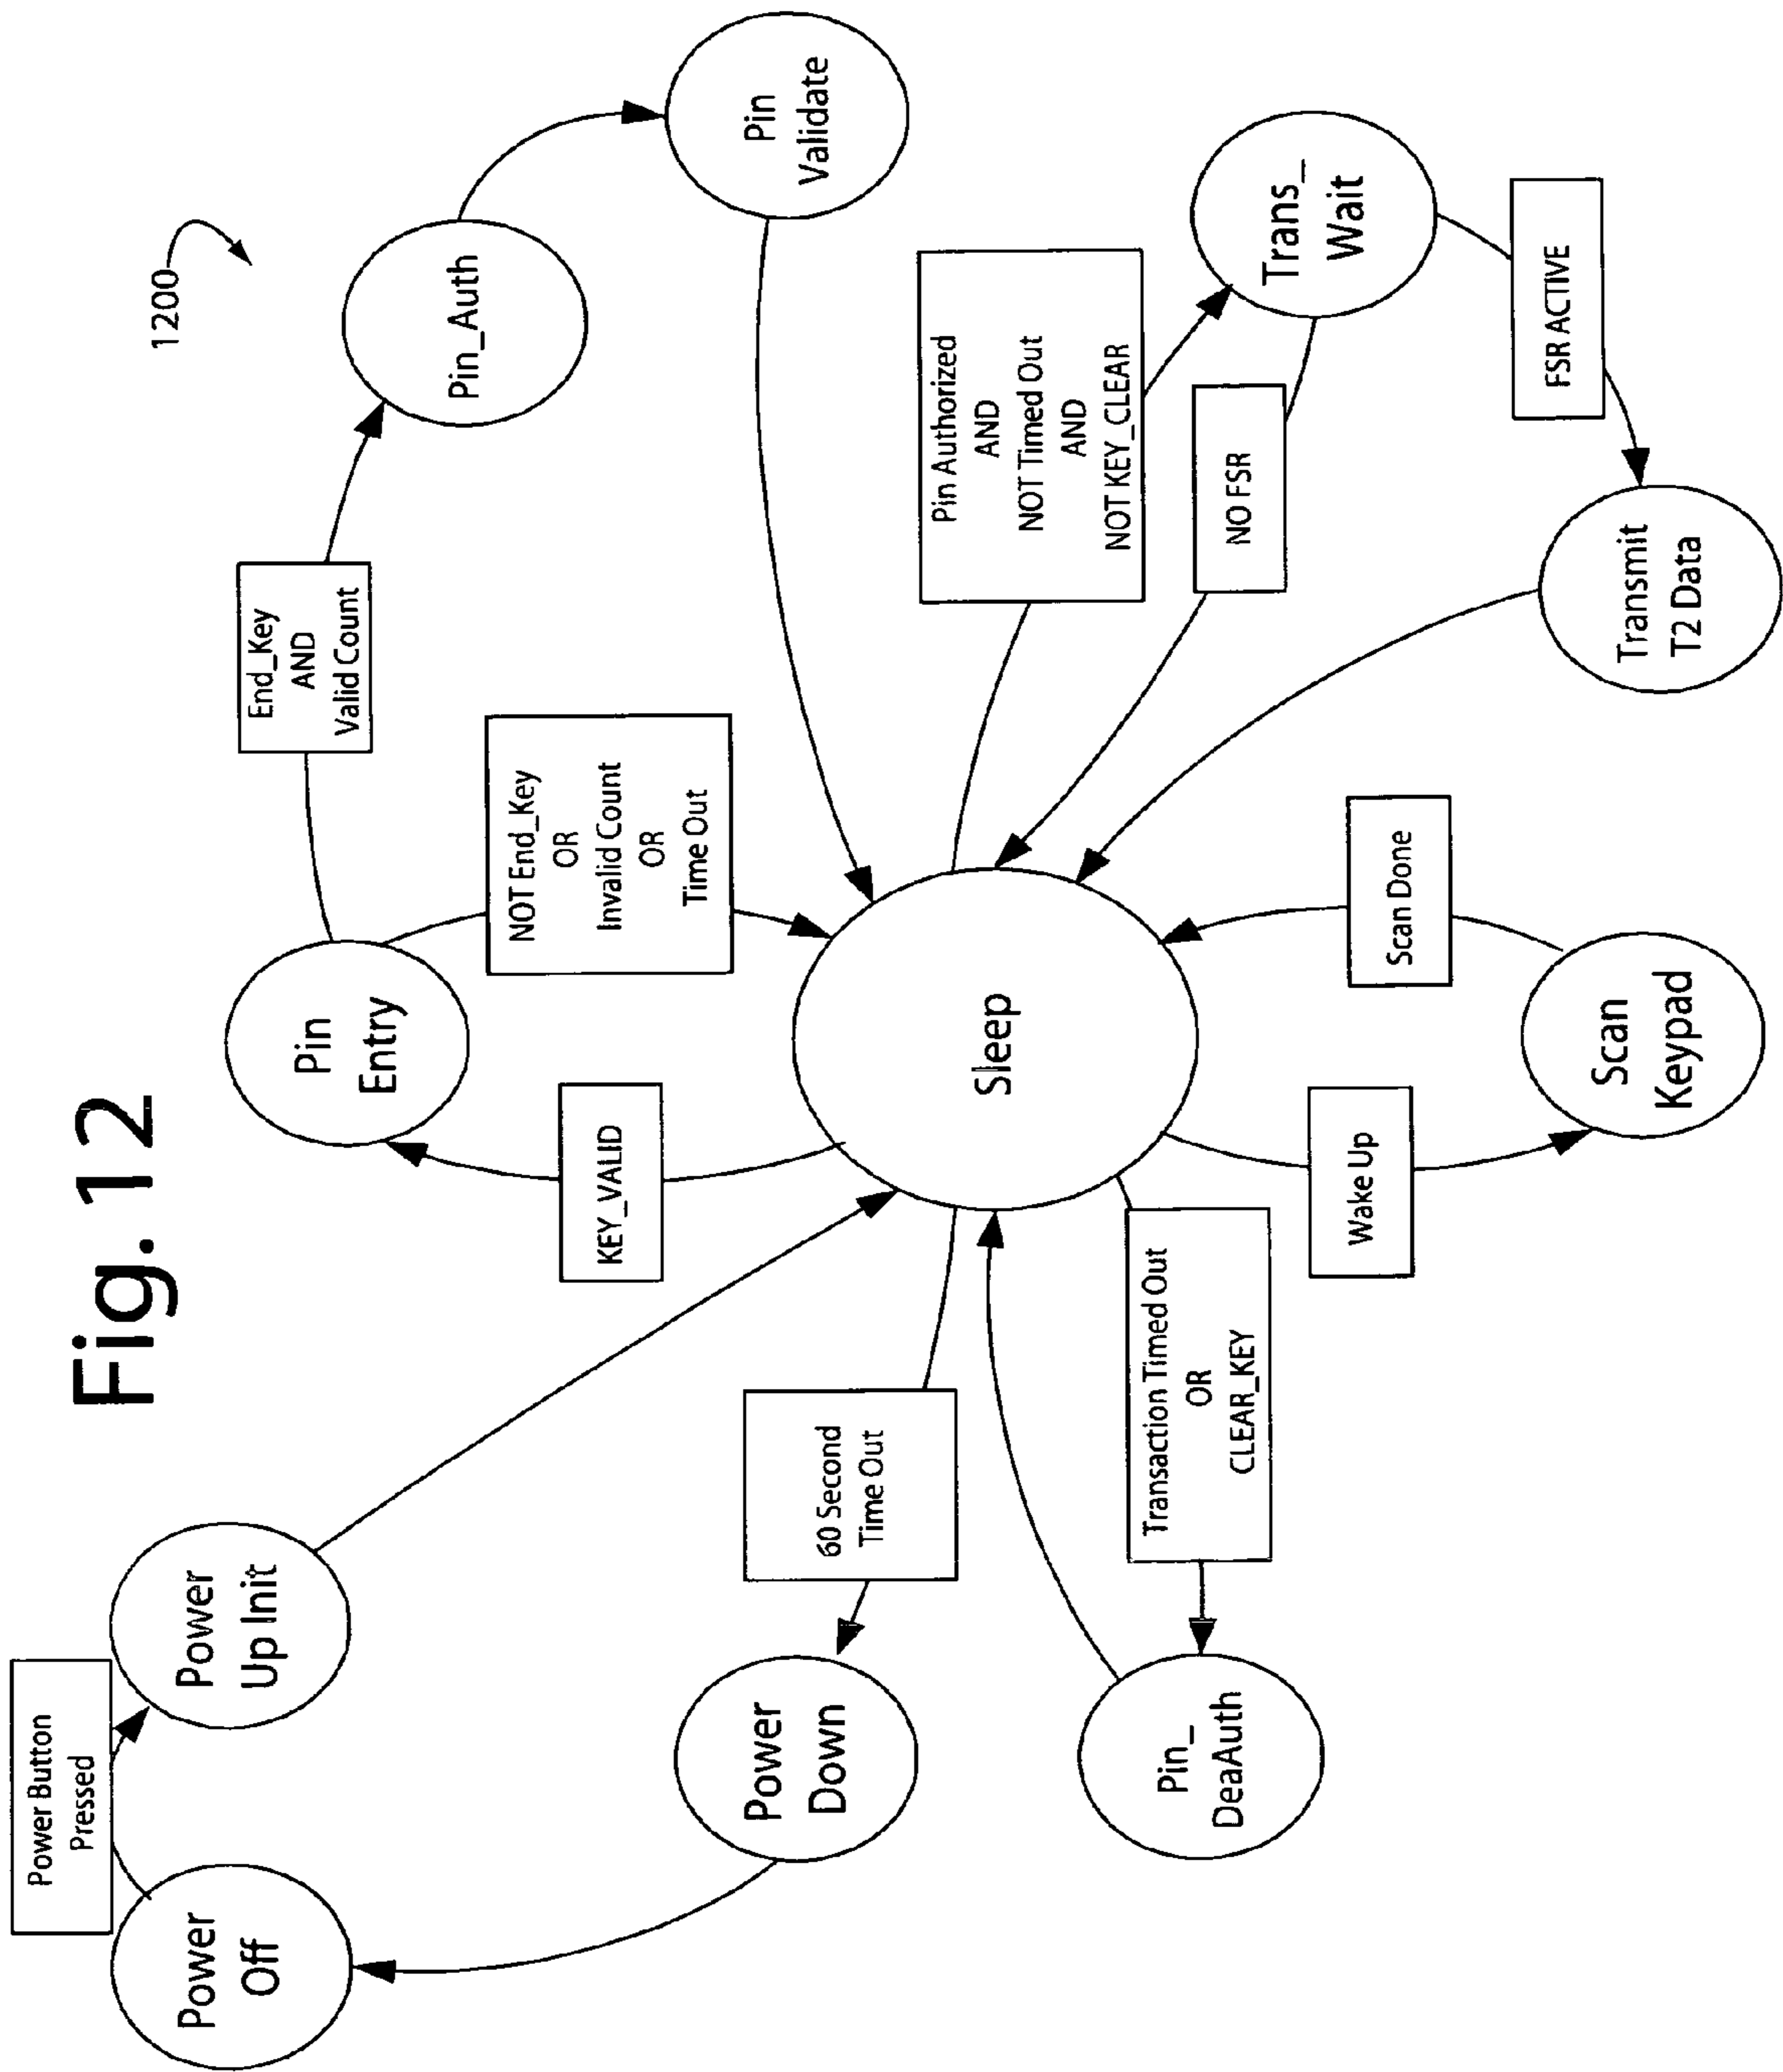 Fig. 12
1200
Power Button
Pressed
Power
Off
Power
Up Init
KEY_VALID
Pin
Entry
End_Key
AND
Valid Count
Pin_Auth
Pin
Validate
NOT End_Key
OR
Invalid Count
OR
Time Out
60 Second
Time Out
Power
Down
Sleep
Pin Authorized
AND
NOT Timed Out
AND
NOT KEY_CLEAR
NO FSR
Trans_
Wait
FSR ACTIVE
Transmit
T2 Data
Transaction Timed Out
OR
CLEAR_KEY
Pin_
DeaAuth
Wake Up
Scan Done
Scan
Keypad